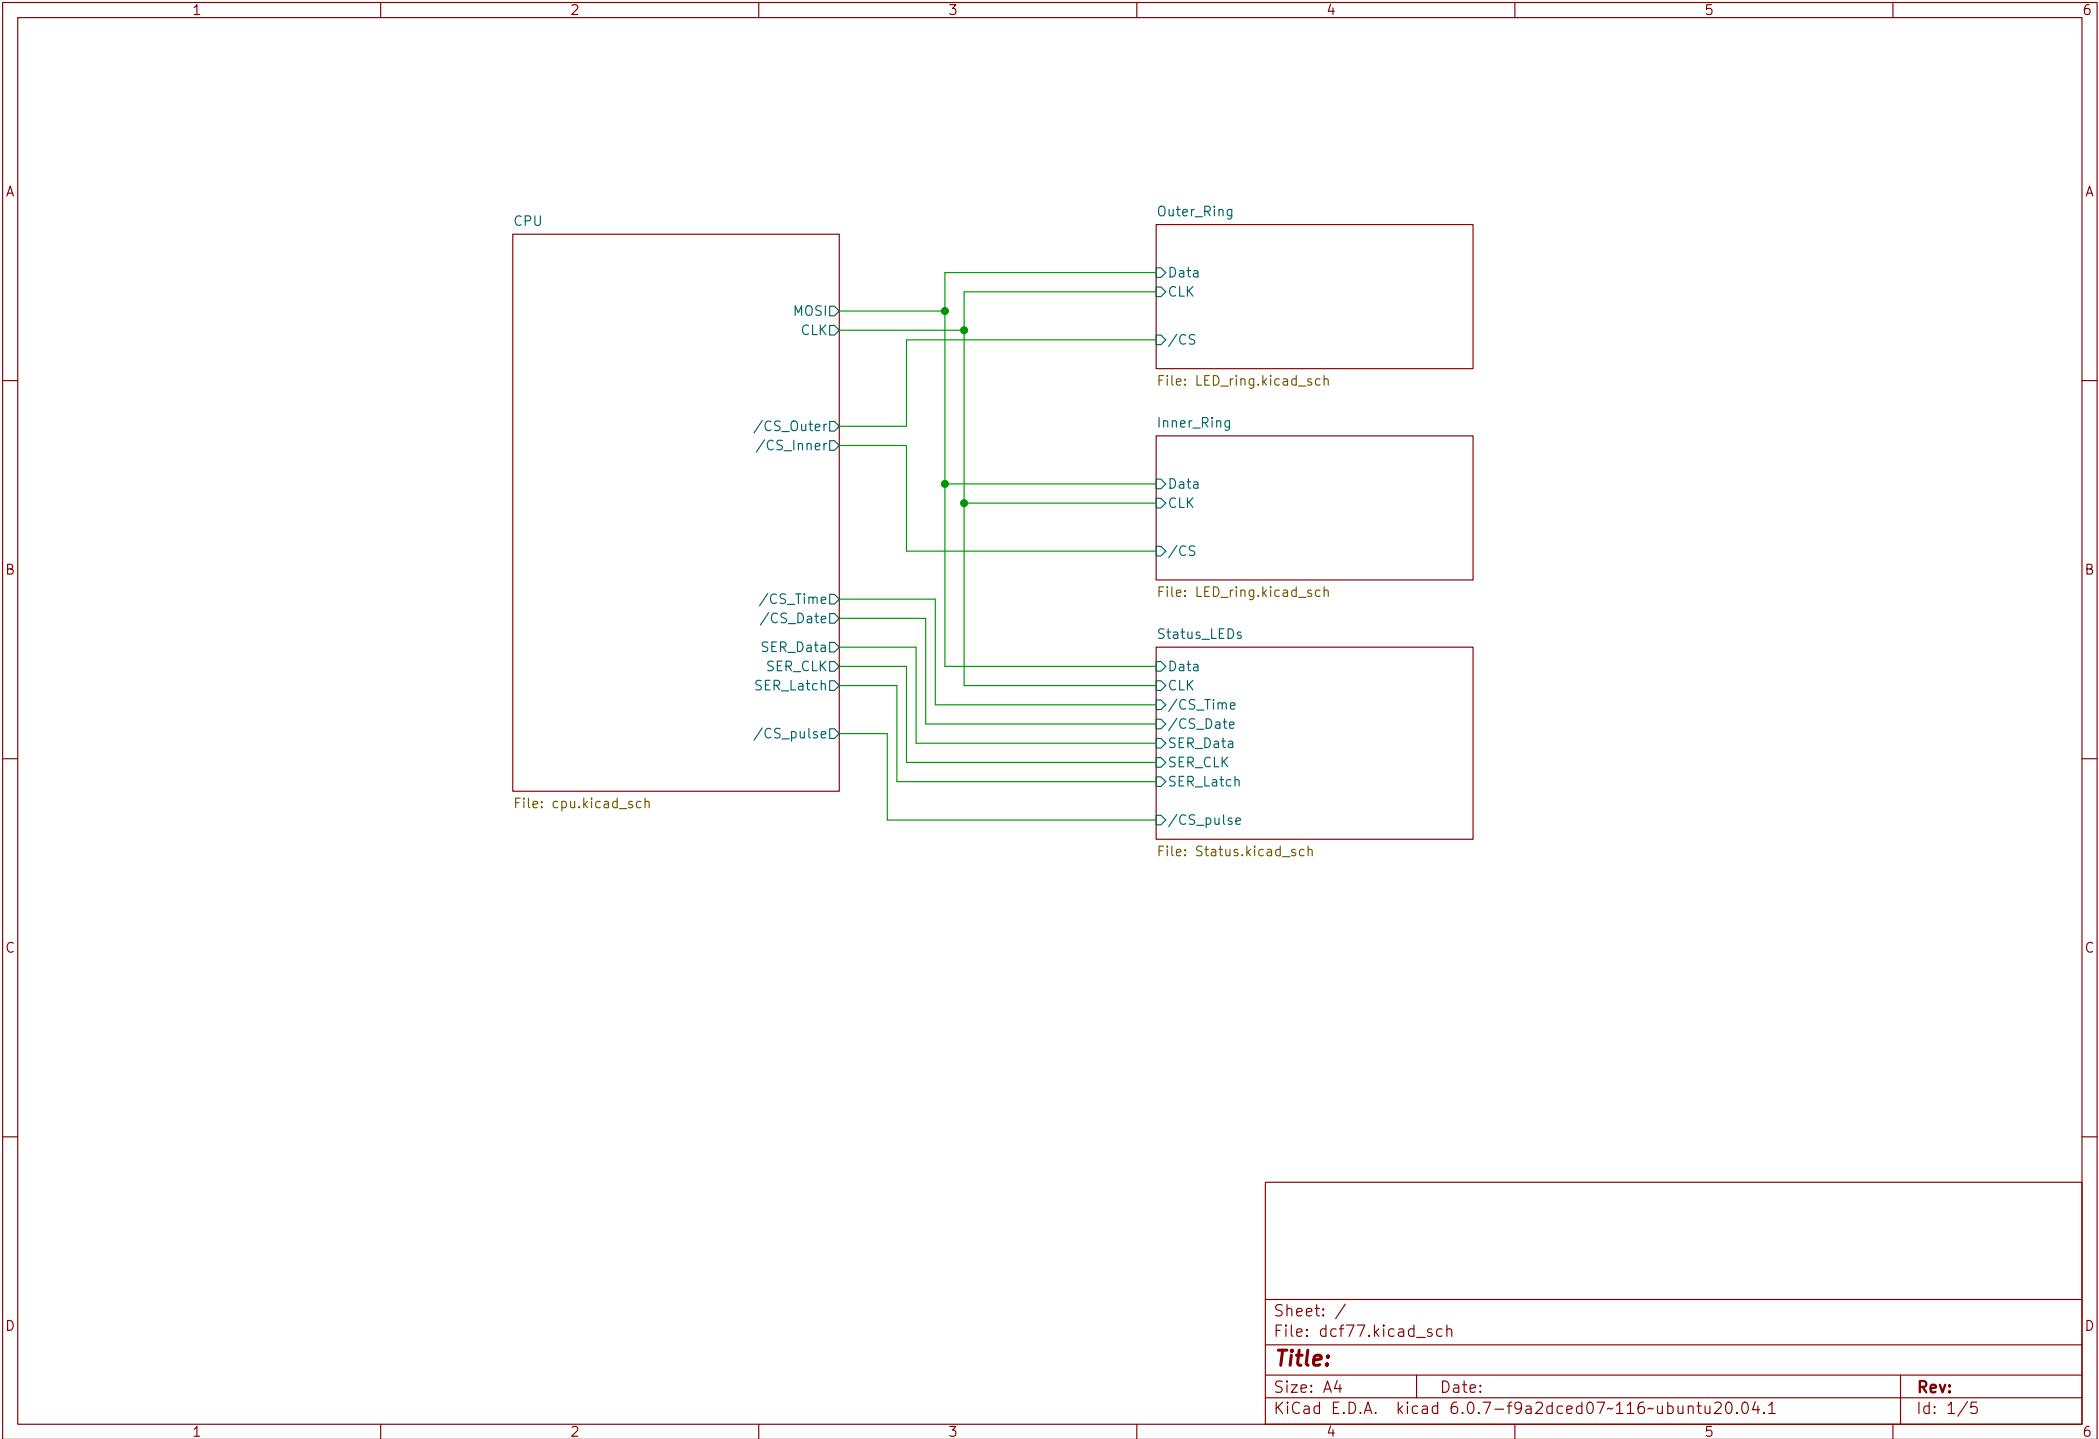 1 2 3 4 5 6
A A
Outer_Ring
CPU
Data
CLK
MOSI
CLK
/CS
File: LED_ring.kicad_sch
Inner_Ring
/CS_Outer
/CS_Inner
Data
CLK
/CS
B B
File: LED_ring.kicad_sch
/CS_Time
/CS_Date
Status_LEDs
SER_Data
SER_CLK
SER_Latch
/CS_pulse
Data
CLK
/CS_Time
/CS_Date
SER_Data
SER_CLK
SER_Latch
/CS_pulse
File: cpu.kicad_sch
File: Status.kicad_sch
C C
Sheet: /
File: dcf77.kicad_sch
D D
Title:
Size: A4 Date: Rev:
KiCad E.D.A. kicad 6.0.7-f9a2dced07~116~ubuntu20.04.1 Id: 1/5
1 2 3 4 5 6